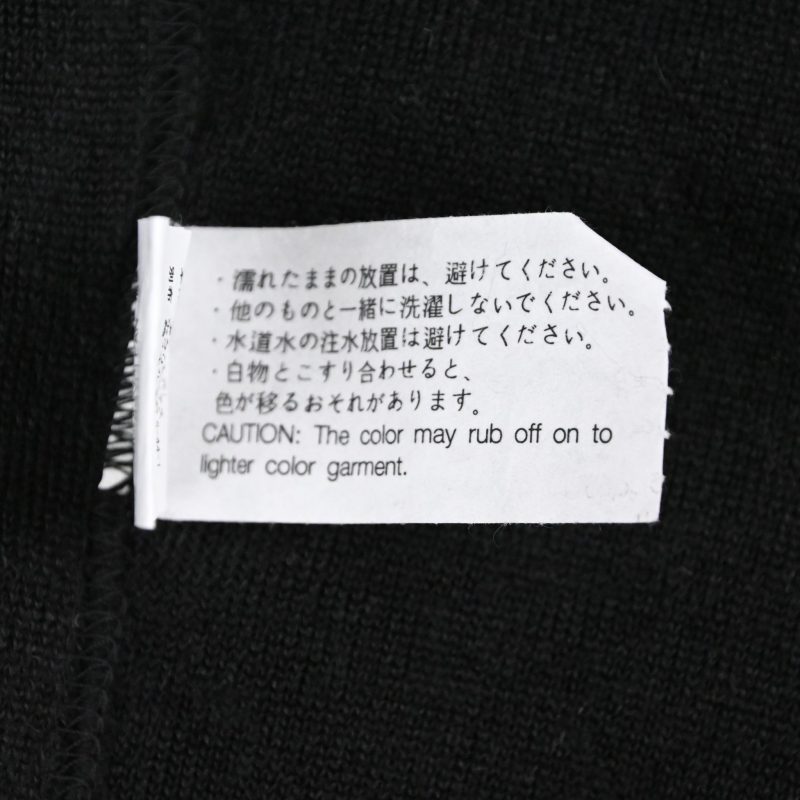 ・濡れたままの放置は、避けてください。
・他のものと一緒に洗濯しないでください。
・水道水の注水放置は避けてください。
・白物とこすり合わせると、
色が移るおそれがあります。
CAUTION: The color may rub off on to
lighter color garment.